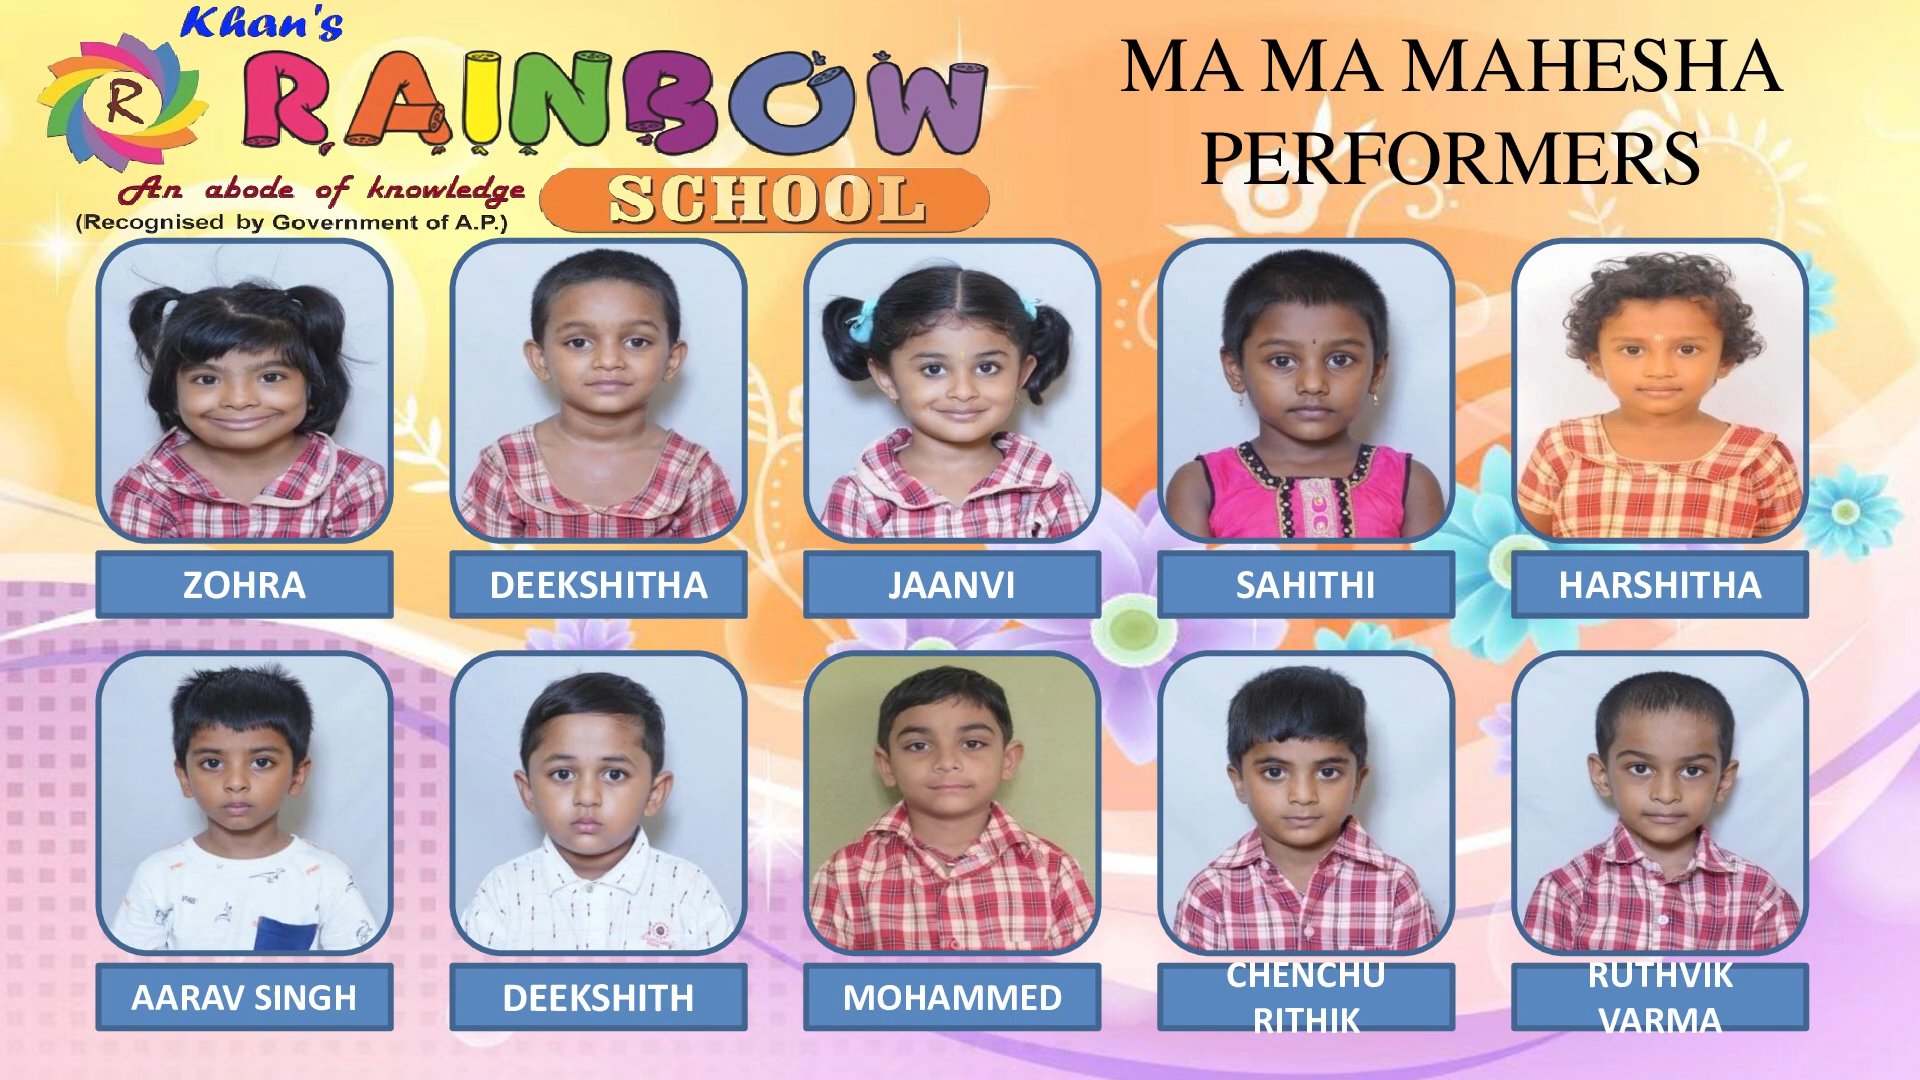 Khan's
R
RAINBOW
SCHOOL
An abode of knowledge
(Recognised by Government of A.P.)
MA MA MAHESHA
PERFORMERS
ZOHRA
DEEKSHITHA
JAANVI
SAHITHI
HARSHITHA
AARAV SINGH
DEEKSHITH
MOHAMMED
CHENCHU
RITHIK
RUTHVIK
VARMA